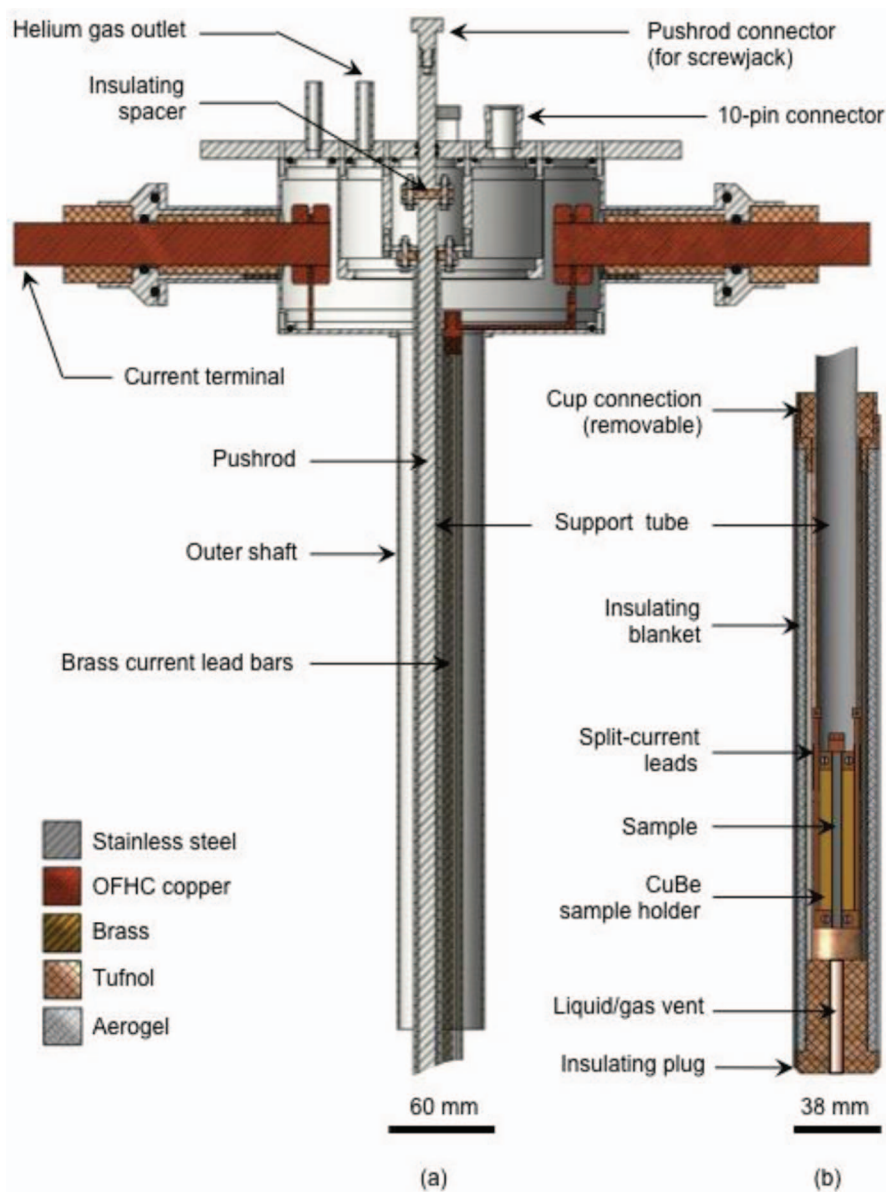 Helium gas outlet
Pushrod connector
(for screwjack)
Insulating
spacer
10-pin connector
Current terminal
Cup connection
(removable)
Pushrod
Support tube
Outer shaft
Insulating
blanket
Brass current lead bars
Split-current
leads
Sample
CuBe
sample holder
Liquid/gas vent
Insulating plug
Stainless steel
OFHC copper
Brass
Tufnol
Aerogel
60 mm
38 mm
(a)
(b)